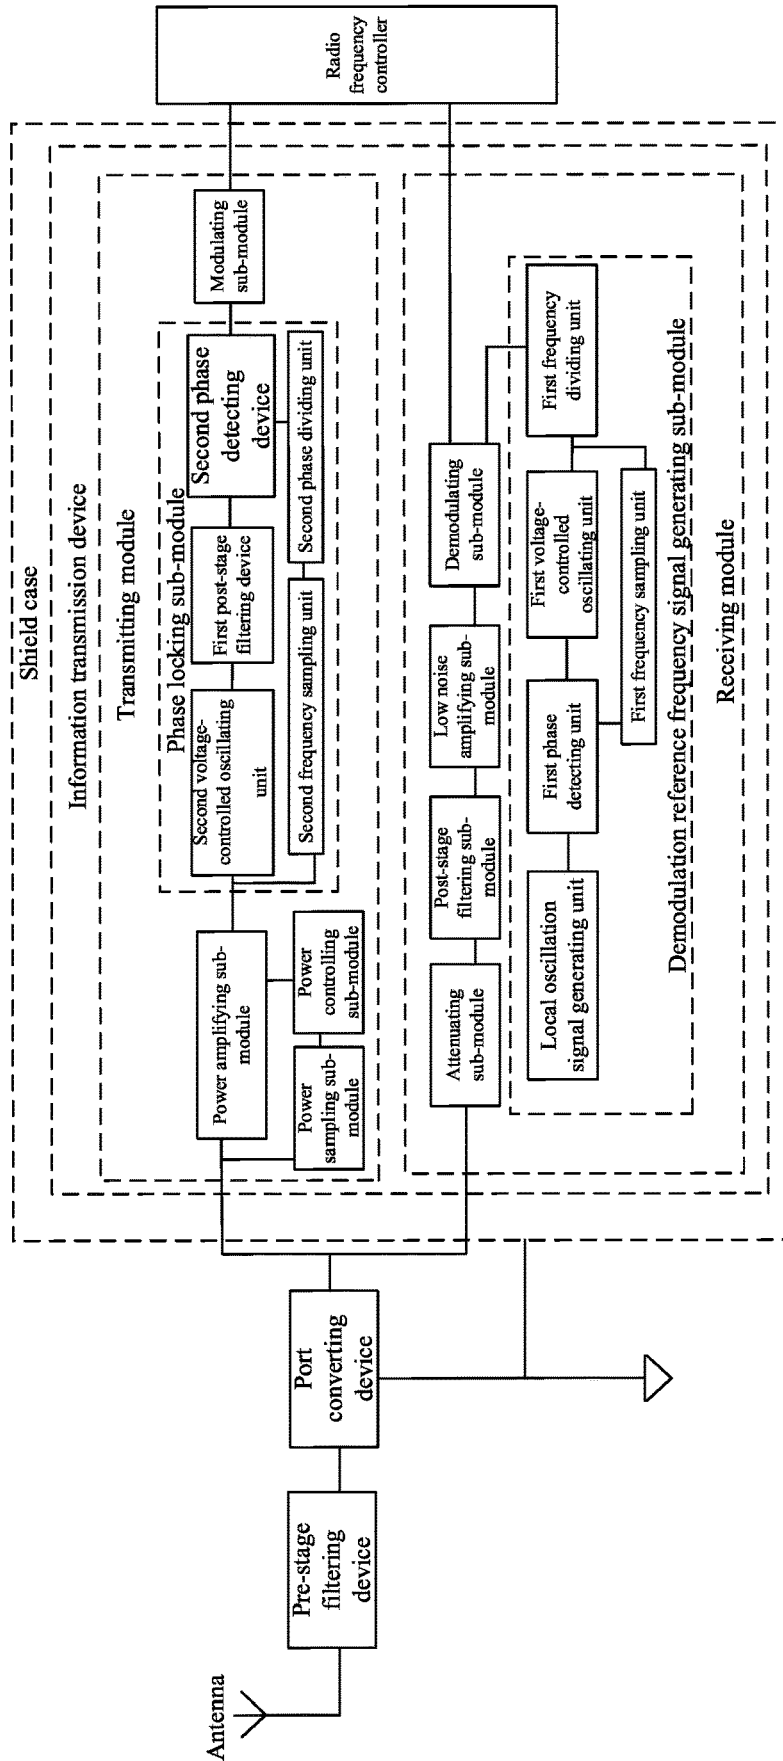 Shield case
Information transmission device
Transmitting module
Phase locking sub-module
Antenna
Pre-stage
filtering
device
Port
converting
device
Power amplifying sub-
module
Power
sampling sub-
module
Power
controlling
sub-module
Second voltage-
controlled oscillating
unit
First post-stage
filtering device
Second phase
detecting
device
Second frequency sampling unit
Second phase dividing unit
Modulating
sub-module
Radio
frequency
controller
Attenuating
sub-module
Post-stage
filtering sub-
module
Low noise
amplifying sub-
module
Demodulating
sub-module
Local oscillation
signal generating unit
First phase
detecting unit
First voltage-
controlled
oscillating unit
First frequency
dividing unit
First frequency sampling unit
Demodulation reference frequency signal generating sub-module
Receiving module